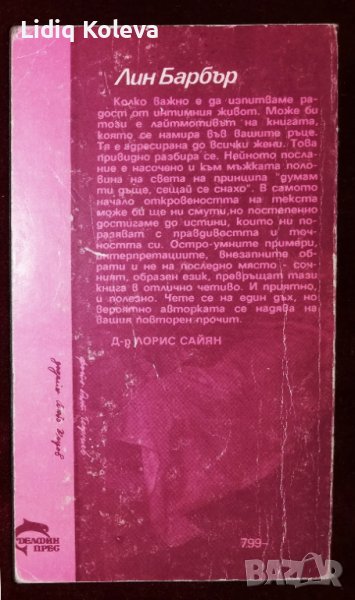 Lidiq Koleva
Лин Барбър
Колко важно е да изпитваме ра-
дост от интимния живот. Може би
този е лайтмотивът на книгата,
която се намира във вашите ръце.
Тя е адресирана до всички жени. Това
привидно разбира се. Нейното посла-
ние е насочено и към мъжката поло-
вина на света на принципа "думам
ти дъще, сещай се снахо". В самото
начало откровеността на текста
може би ще ни смути, но постепенно
достигаме до истини, които ни по-
разяват с правдивостта и точ-
ността си. Остро-умните примери,
интерпретациите, внезапните об-
рати и не на последно място - соч-
ният, образен език, превръщат тази
книга в отлично четиво. И приятно,
и полезно. Чете се на един дъх, но
вероятно авторката се надява на
вашия повторен прочит.
Д-р ЛОРИС САЙЯН
ДЕЛФИН
ПРЕС
7.99
BAZAR